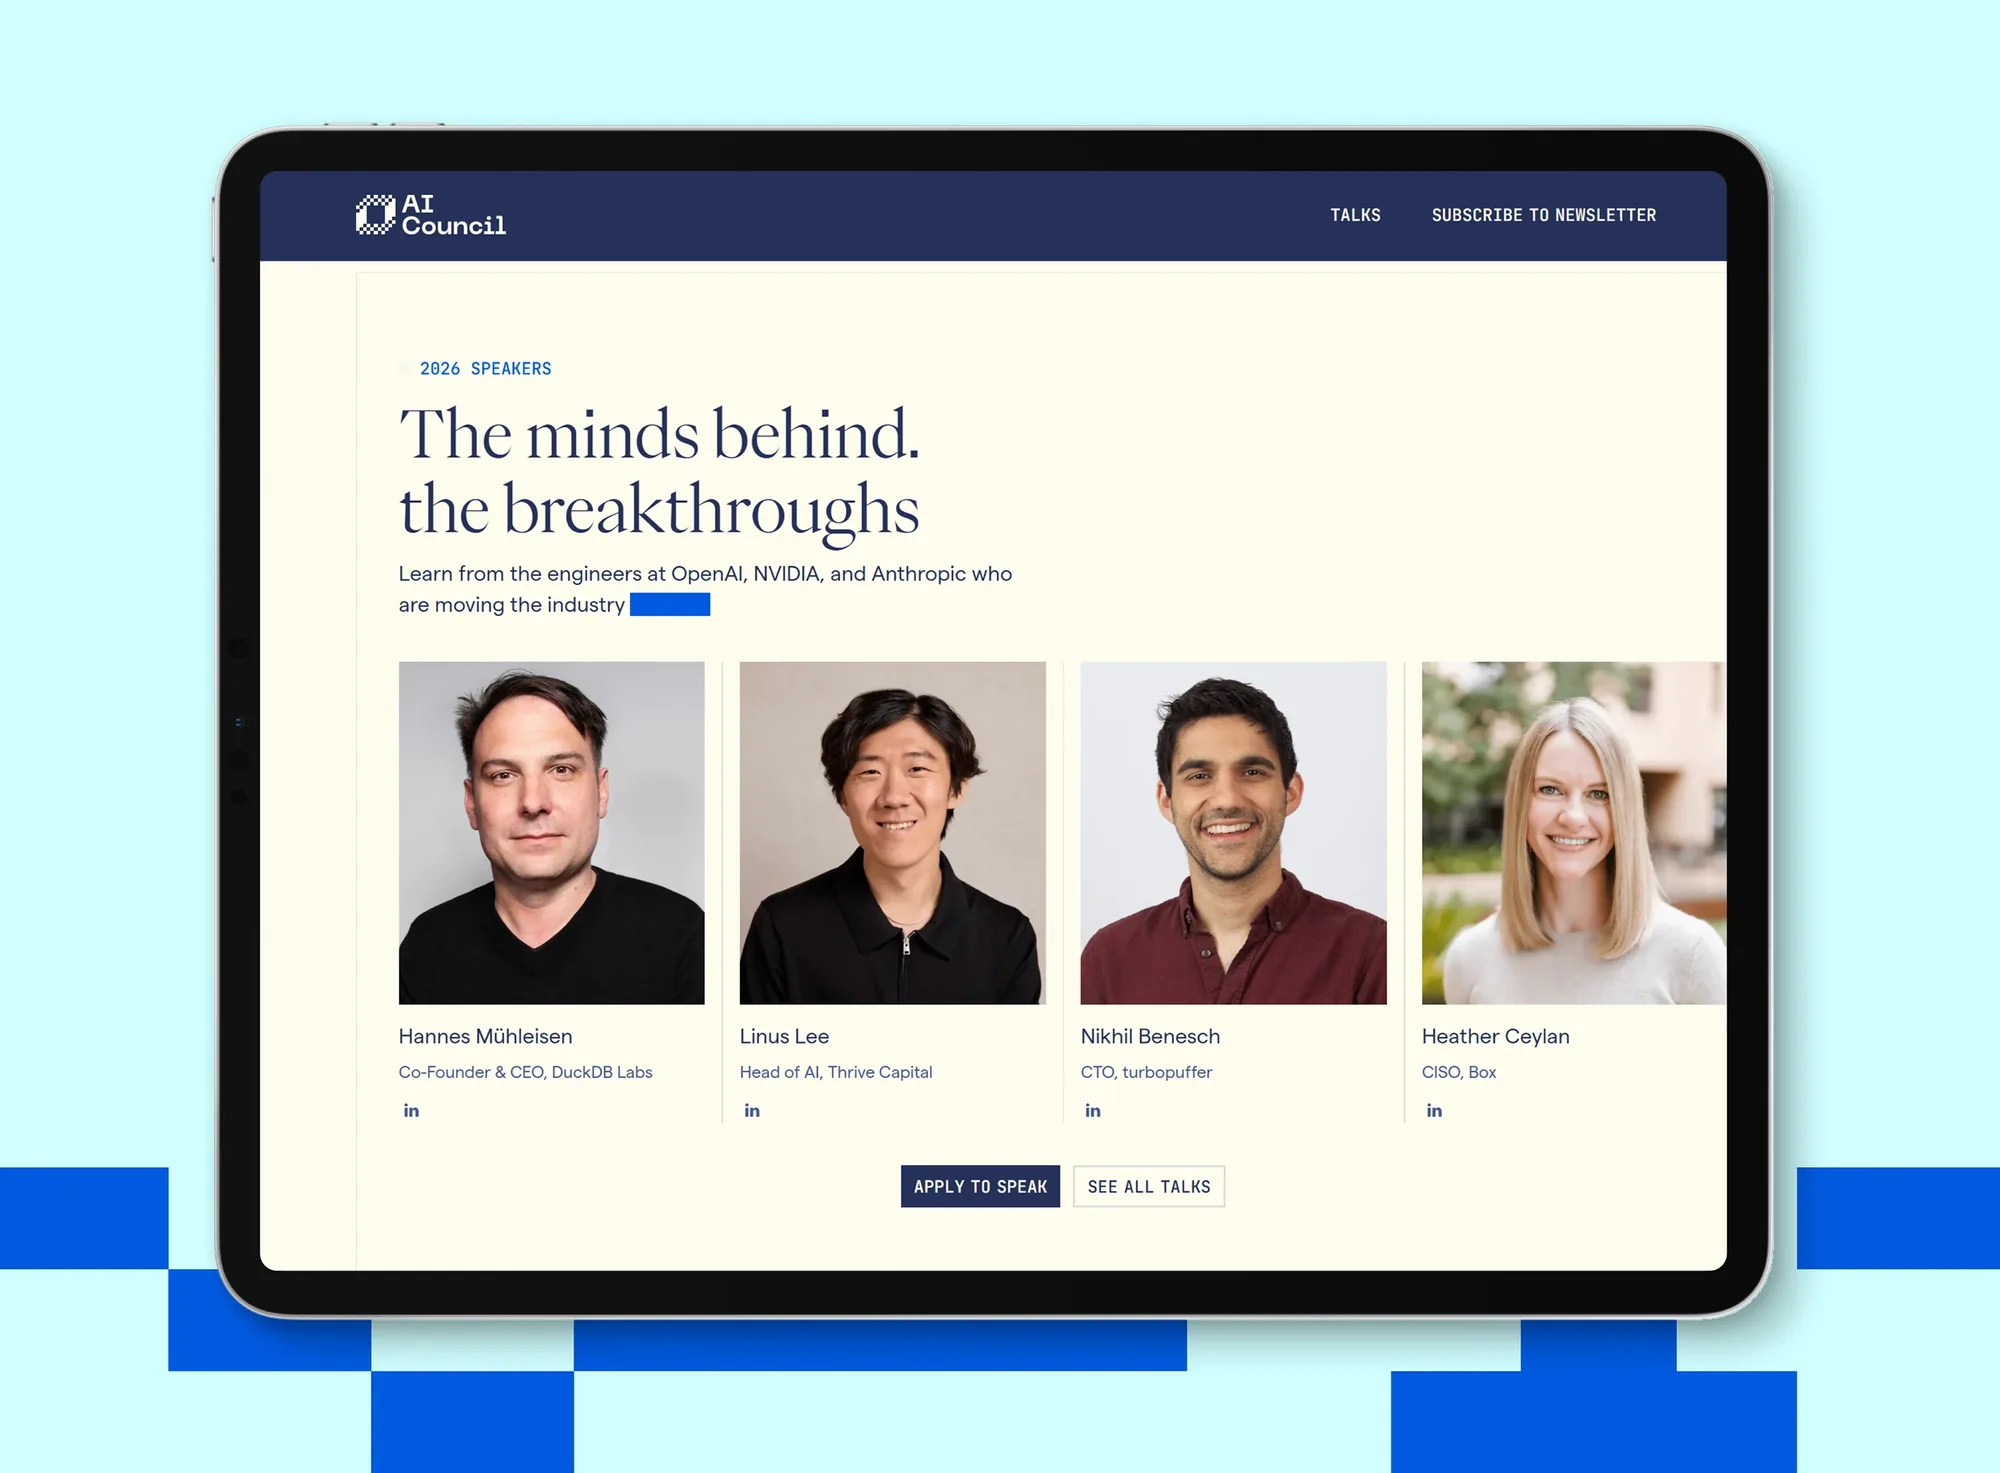 AI
Council
TALKS
SUBSCRIBE TO NEWSLETTER
2026 SPEAKERS
The minds behind.
the breakthroughs
Learn from the engineers at OpenAI, NVIDIA, and Anthropic who
are moving the industry
Hannes Mühleisen
Co-Founder & CEO, DuckDB Labs
in
Linus Lee
Head of AI, Thrive Capital
in
Nikhil Benesch
CTO, turbopuffer
in
Heather Ceylan
CISO, Box
in
APPLY TO SPEAK
SEE ALL TALKS